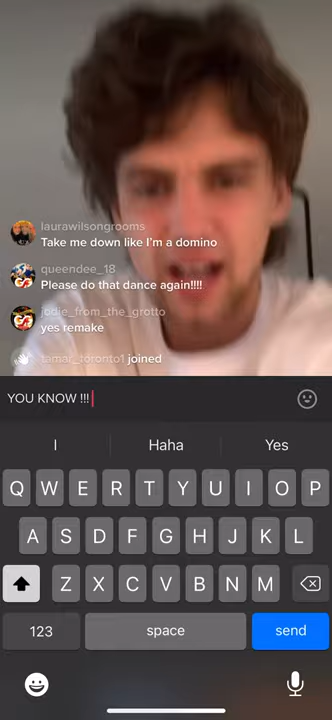 laurawilsongrooms
Take me down like I'm a domino
queendee_18
Please do that dance again!!!!
jodie_from_the_grotto
yes remake
tamar_toronto1 joined
YOU KNOW !!!
I Haha Yes
Q W E R T Y U I O P
A S D F G H J K L
Z X C V B N M
123 space send